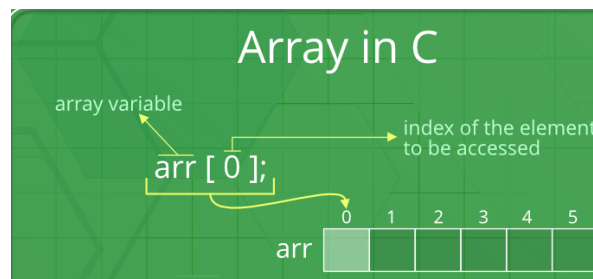 Array in C
array variable
index of the element
to be accessed
arr [ 0 ];
0 1 2 3 4 5
arr